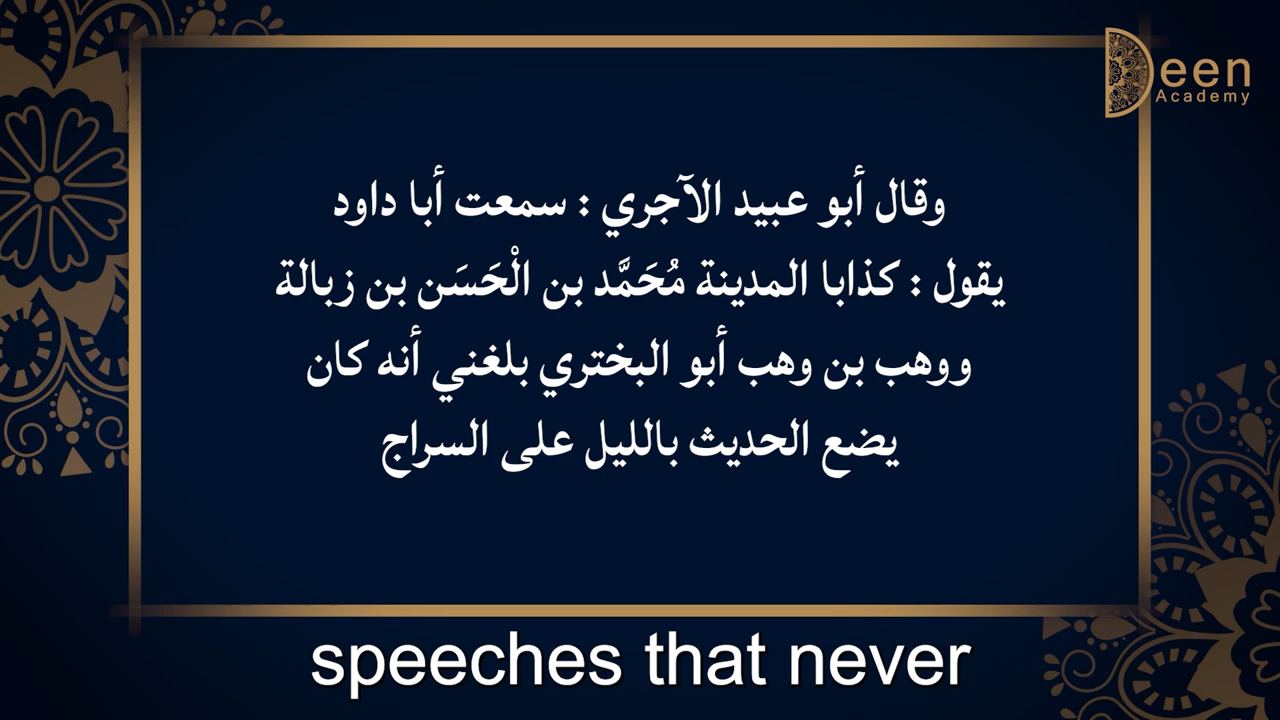 Deen
Academy
وقال أبو عبيد الآجري : سمعت أبا داود
يقول : كذابا المدينة مُحَمَّد بن الْحَسَن بن زبالة
ووهب بن وهب أبو البختري بلغني أنه كان
يضع الحديث بالليل على السراج
speeches that never